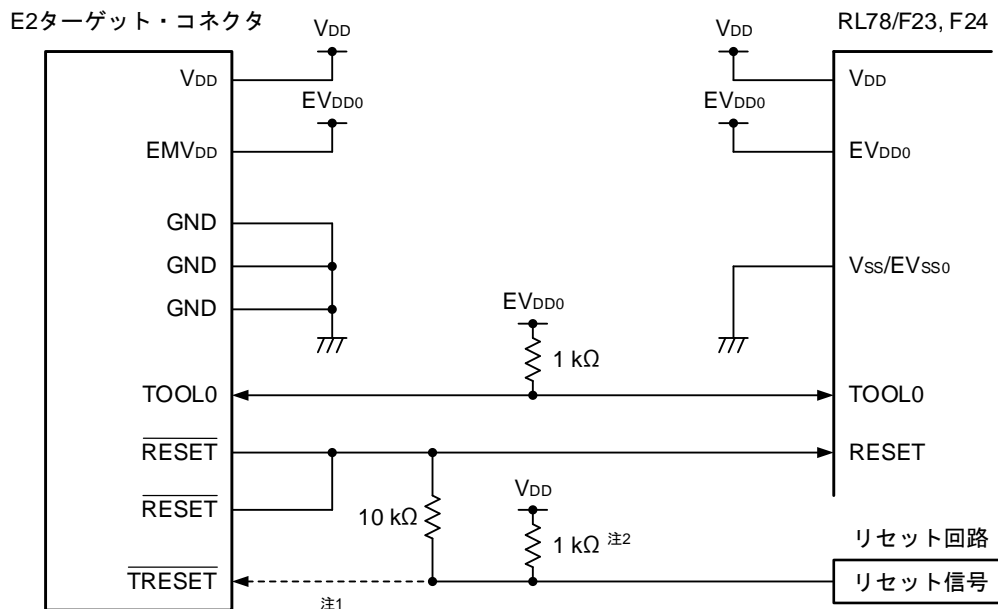 E2ターゲット・コネクタ
VDD
VDD
RL78/F23, F24
VDD
VDD
EVDD0
EVDD0
EMVDD
EVDD0
GND
GND
VSS/EVSS0
GND
EVDD0
1 kΩ
TOOL0
TOOL0
RESET
RESET
VDD
RESET
10 kΩ
1 kΩ 注2
リセット回路
TRESET
リセット信号
注1